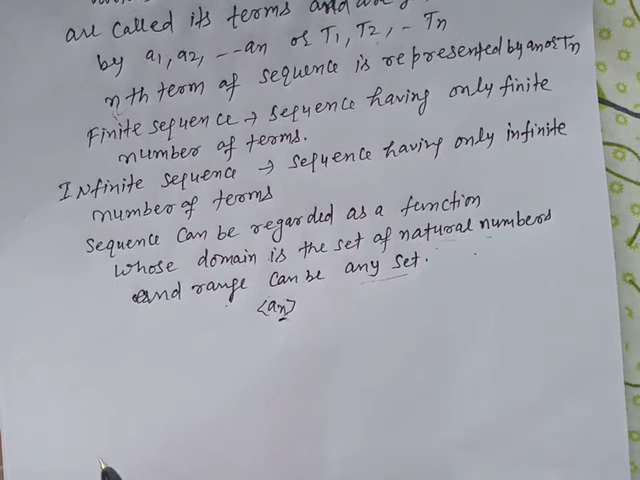 are called its terms and are
by a1, a2, -- an or T1, T2, - Tn
nth term of sequence is represented by an or Tn
Finite sequence → sequence having only finite
number of terms.
INfinite sequence → sequence having only infinite
number of terms
Sequence can be regarded as a function
whose domain is the set of natural numbers
and range can be any set.
<an>